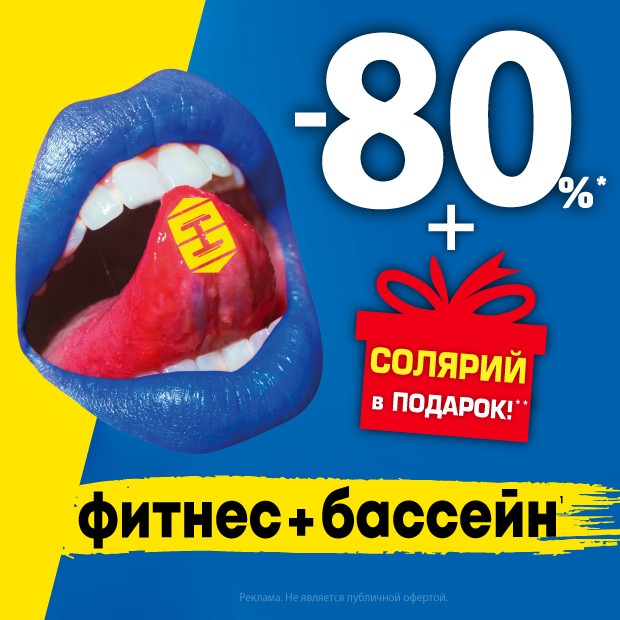 -80%*
+
СОЛЯРИЙ
в ПОДАРОК!**
фитнес+бассейн¹
Реклама. Не является публичной офертой.